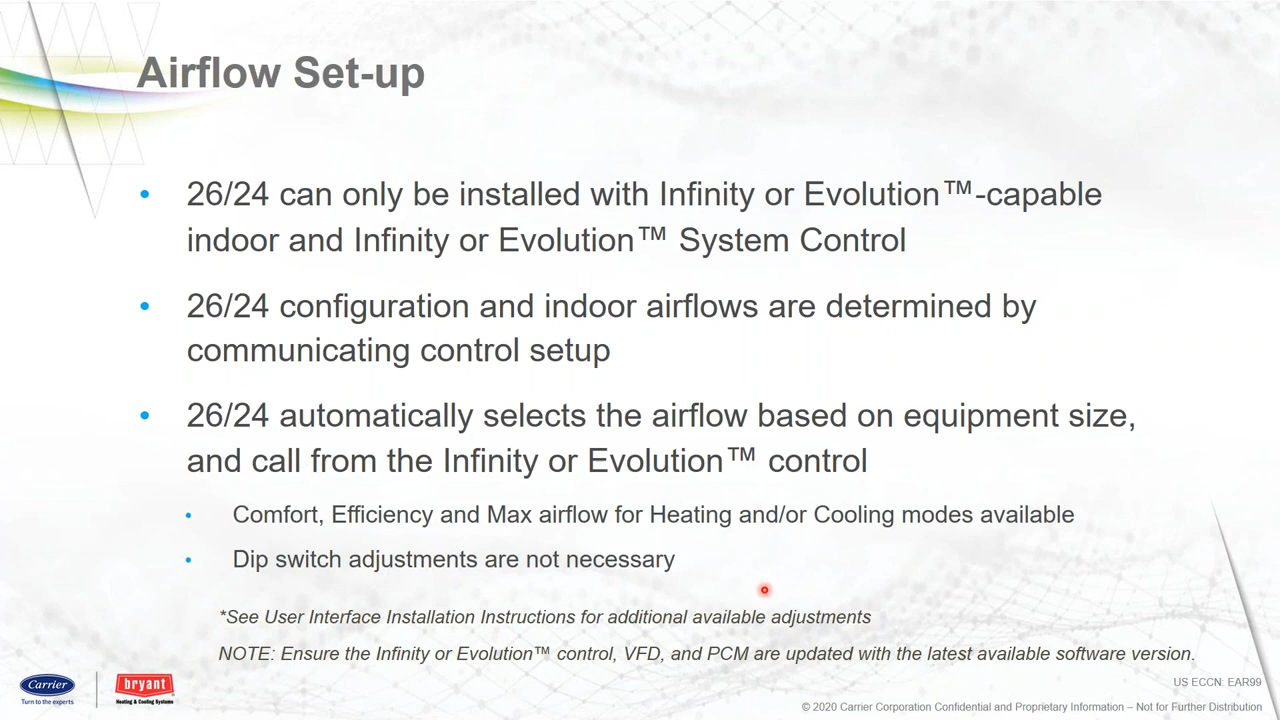 Airflow Set-up
• 26/24 can only be installed with Infinity or Evolution™-capable
indoor and Infinity or Evolution™ System Control
• 26/24 configuration and indoor airflows are determined by
communicating control setup
• 26/24 automatically selects the airflow based on equipment size,
and call from the Infinity or Evolution™ control
• Comfort, Efficiency and Max airflow for Heating and/or Cooling modes available
• Dip switch adjustments are not necessary
*See User Interface Installation Instructions for additional available adjustments
NOTE: Ensure the Infinity or Evolution™ control, VFD, and PCM are updated with the latest available software version.
Carrier
Turn to the experts
bryant
Heating & Cooling Systems
US ECCN: EAR99
© 2020 Carrier Corporation Confidential and Proprietary Information – Not for Further Distribution